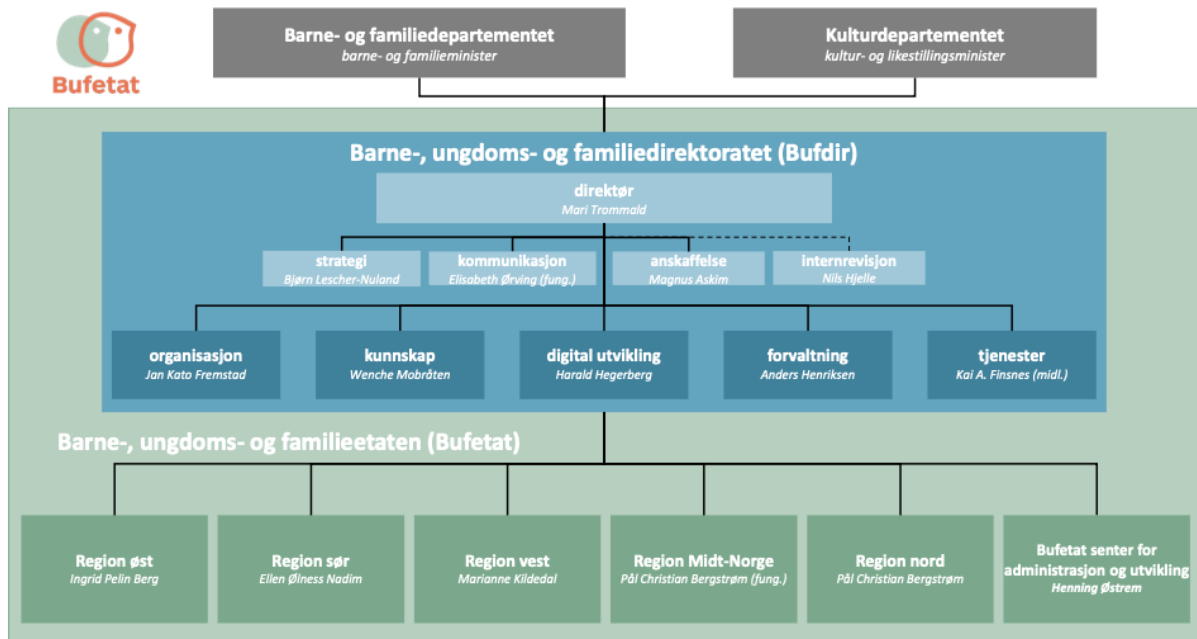 Bufetat
Barne- og familiedepartementet
barne- og familieminister
Kulturdepartementet
kultur- og likestillingsminister
Barne-, ungdoms- og familiedirektoratet (Bufdir)
direktør
Mari Trommald
strategi
Bjørn Lescher-Nuland
kommunikasjon
Elisabeth Ørving (fung.)
anskaffelse
Magnus Askim
internrevisjon
Nils Hjelle
organisasjon
Jan Kato Fremstad
kunnskap
Wenche Mobråten
digital utvikling
Harald Hegerberg
forvaltning
Anders Henriksen
tjenester
Kai A. Finsnes (midl.)
Barne-, ungdoms- og familieetaten (Bufetat)
Region øst
Ingrid Pelin Berg
Region sør
Ellen Ølness Nadim
Region vest
Marianne Kildedal
Region Midt-Norge
Pål Christian Bergstrøm (fung.)
Region nord
Pål Christian Bergstrøm
Bufetat senter for
administrasjon og utvikling
Henning Østrem